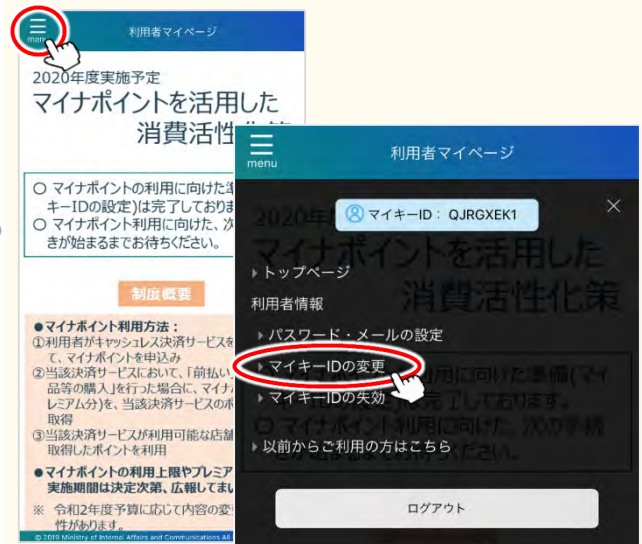 menu
利用者マイページ
2020年度実施予定
マイナポイントを活用した
消費活性
○ マイナポイントの利用に向けた準
キーIDの設定)は完了しており
○ マイナポイント利用に向けた、次
きが始まるまでお待ちください。
制度概要
●マイナポイント利用方法：
①利用者がキャッシュレス決済サービスを
て、マイナポイントを申込み
②当該決済サービスにおいて、「前払い
品等の購入」を行った場合に、マイナ
レミアム分)を、当該決済サービスのポ
取得
③当該決済サービスが利用可能な店舗
取得したポイントを利用
●マイナポイントの利用上限やプレミア
実施期間は決定次第、広報してま
※ 令和2年度予算に応じて内容の変
性があります。
© 2019 Ministry of Internal Affairs and Communications All
menu
利用者マイページ
マイキーID： QJRGXEK1
×
トップページ
利用者情報
パスワード・メールの設定
マイキーIDの変更
マイキーIDの失効
以前からご利用の方はこちら
ログアウト